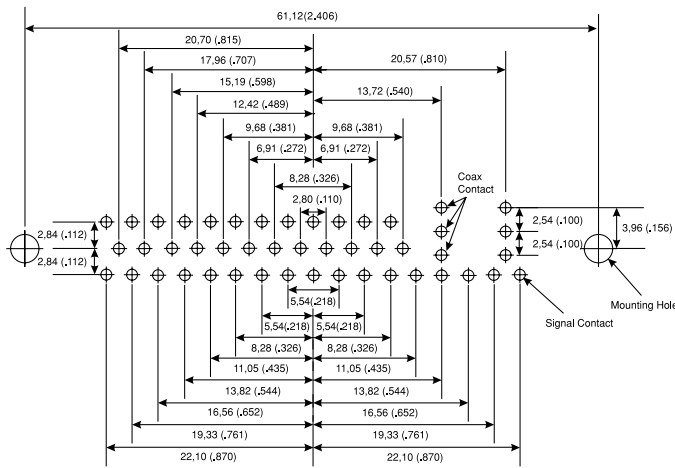 61,12(2.406)
20,70 (.815)
17,96 (.707)
20,57 (.810)
15,19 (.598)
13,72 (.540)
12,42 (.489)
9,68 (.381) 9,68 (.381)
6,91 (.272) 6,91 (.272)
8,28 (.326)
Coax
Contact
2,80 (.110)
2,84 (.112)
2,54 (.100)
3,96 (.156)
2,54 (.100)
2,84 (.112)
Mounting Hole
Signal Contact
5,54(.218)
5,54(.218) 5,54(.218)
8,28 (.326) 8,28 (.326)
11,05 (.435) 11,05 (.435)
13,82 (.544) 13,82 (.544)
16,56 (.652) 16,56 (.652)
19,33 (.761) 19,33 (.761)
22,10 (.870) 22,10 (.870)